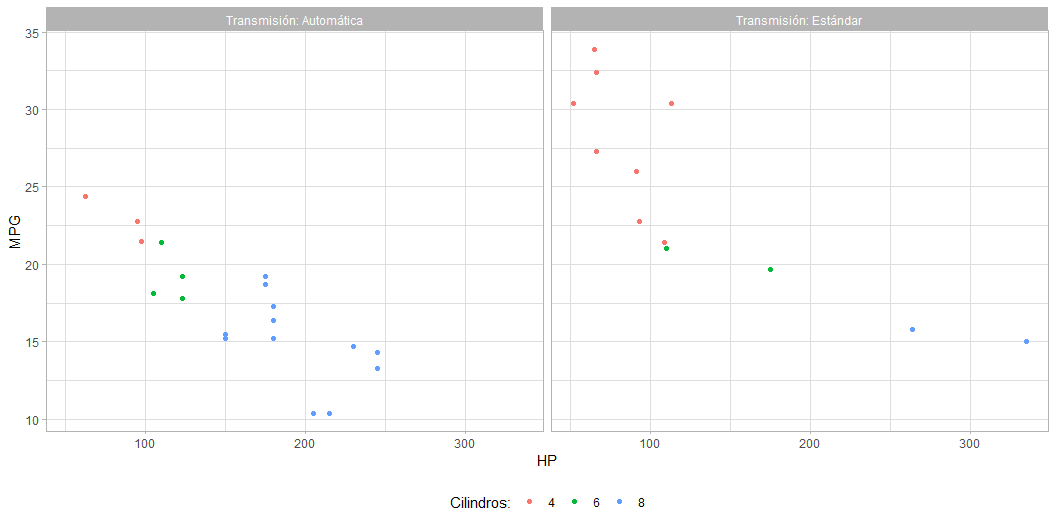 Transmisión: Automática
Transmisión: Estándar
35
30
25
20
15
10
MPG
100 200 300
100 200 300
HP
Cilindros: 4 6 8